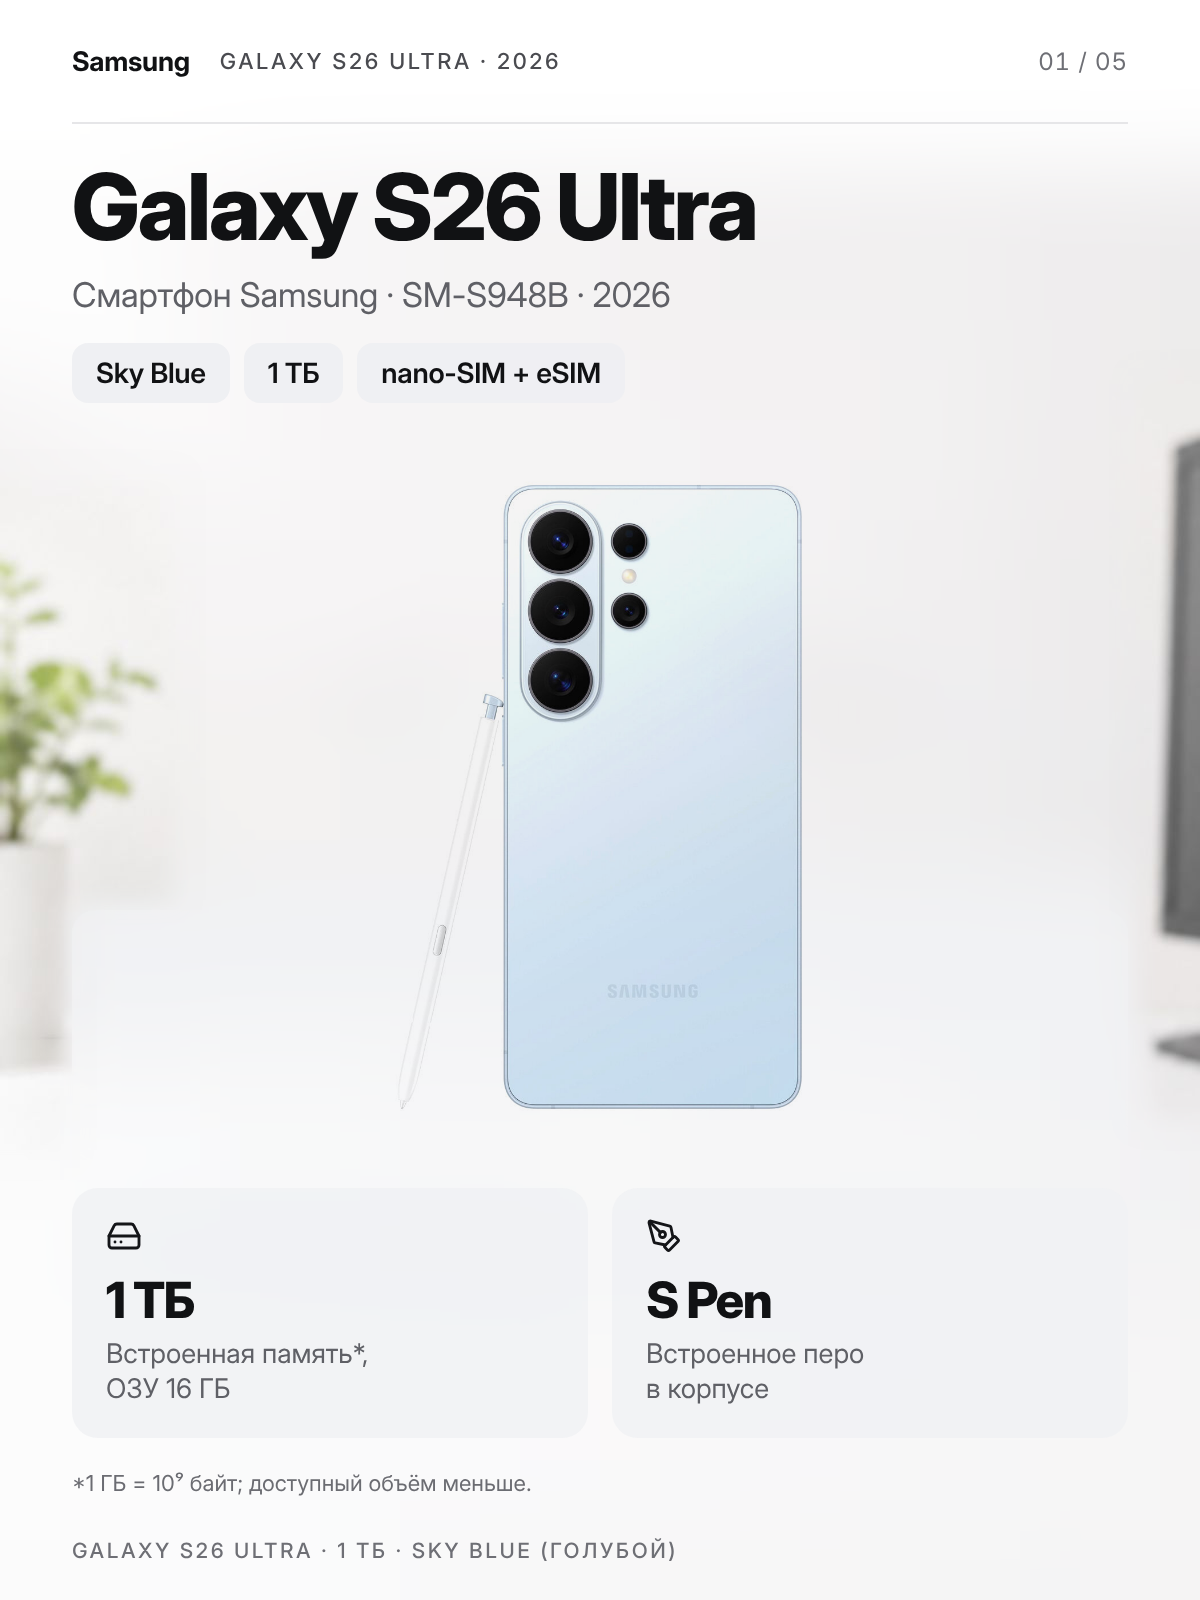 Samsung GALAXY S26 ULTRA · 2026 01 / 05
Galaxy S26 Ultra
Смартфон Samsung · SM-S948B · 2026
Sky Blue 1 ТБ nano-SIM + eSIM
SAMSUNG
1 ТБ
Встроенная память*,
ОЗУ 16 ГБ
S Pen
Встроенное перо
в корпусе
*1 ГБ = 10⁹ байт; доступный объём меньше.
GALAXY S26 ULTRA · 1 ТБ · SKY BLUE (ГОЛУБОЙ)